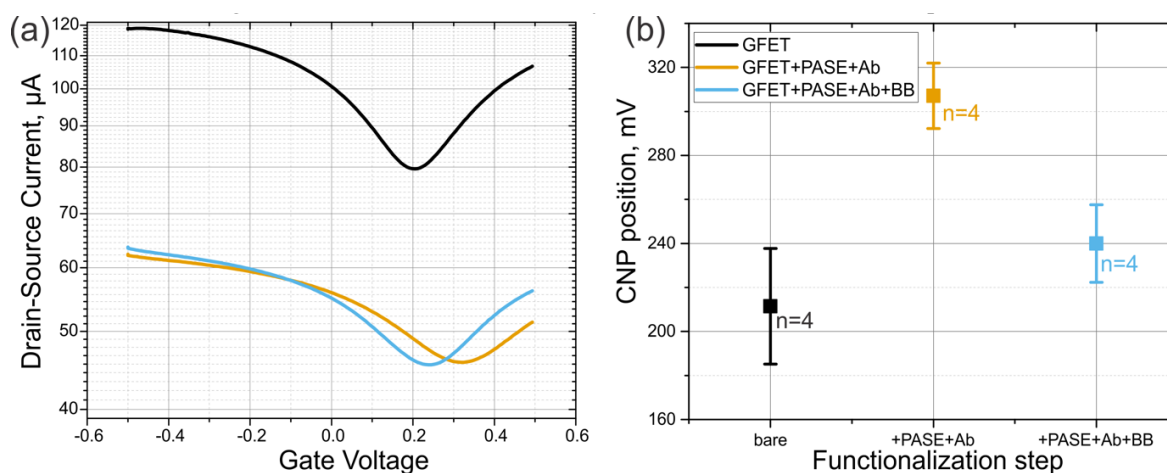 (a)
120
110
100
90
80
70
60
50
40
Drain-Source Current, µA
-0.6
-0.4
-0.2
0.0
0.2
0.4
0.6
Gate Voltage
(b)
GFET
GFET+PASE+Ab
GFET+PASE+Ab+BB
320
280
240
200
160
CNP position, mV
n=4
n=4
n=4
bare
+PASE+Ab
+PASE+Ab+BB
Functionalization step